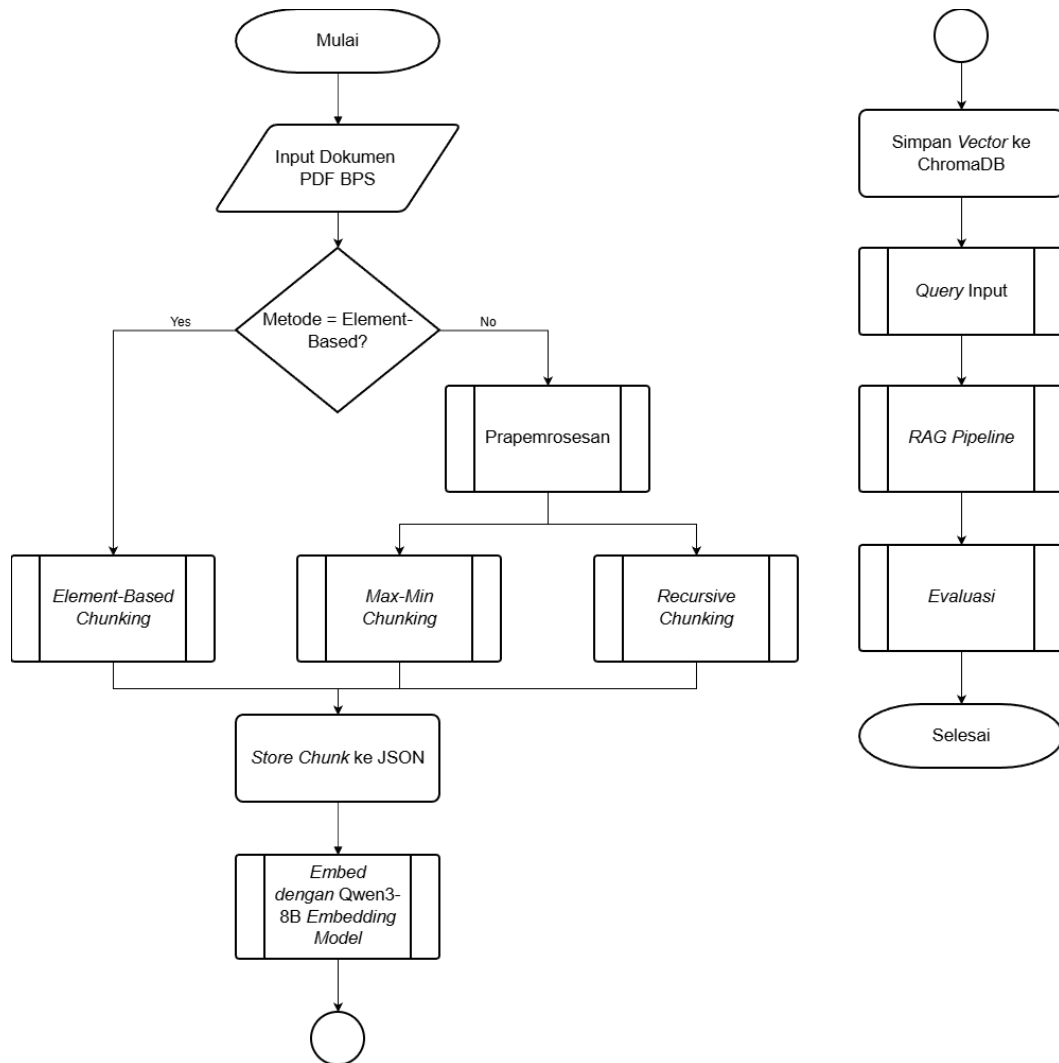 Mulai
Input Dokumen
PDF BPS
Metode = Element-
Based?
Yes
No
Prapemrosesan
Element-Based
Chunking
Max-Min
Chunking
Recursive
Chunking
Store Chunk ke JSON
Embed
dengan Qwen3-
8B Embedding
Model
Simpan Vector ke
ChromaDB
Query Input
RAG Pipeline
Evaluasi
Selesai